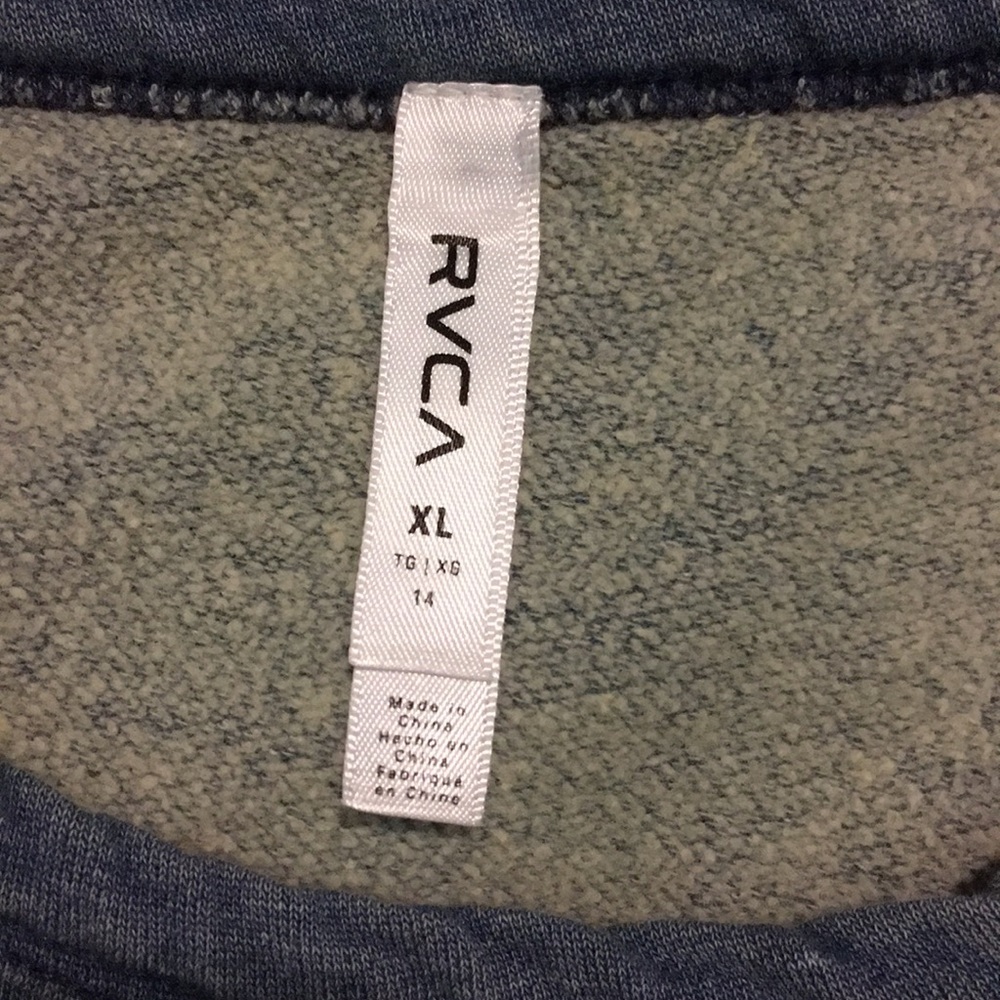 RVCA
XL
TG | XG
14
Made in
China
Hecho en
China
Fabriqué
en Chine